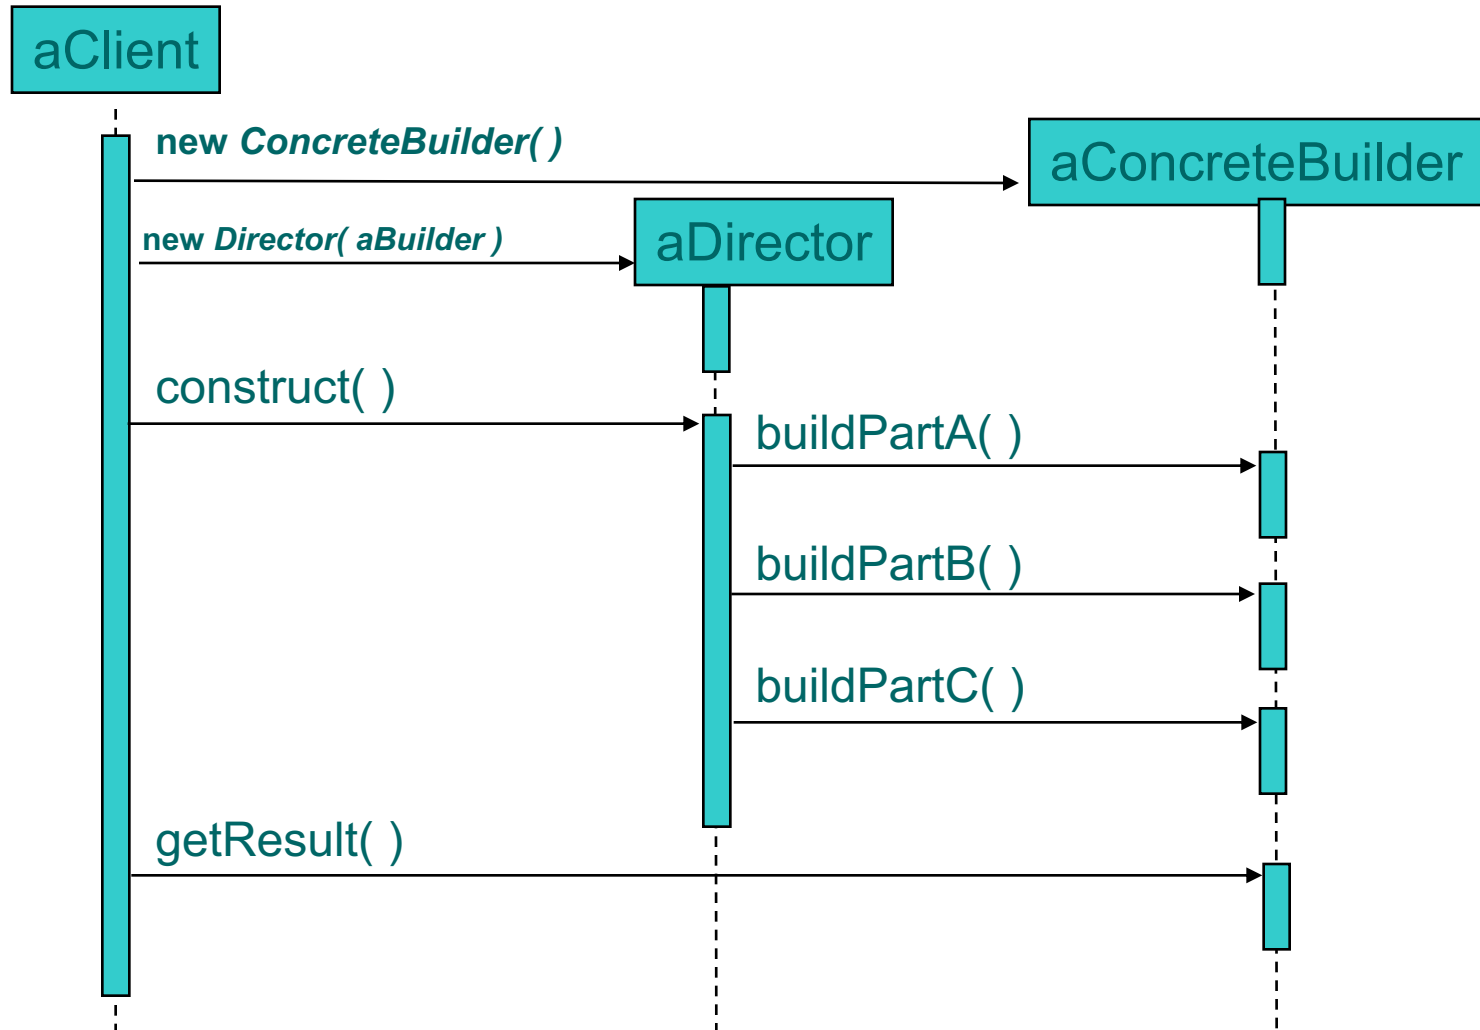 aClient
new ConcreteBuilder( )
aConcreteBuilder
new Director( aBuilder )
aDirector
construct( )
buildPartA( )
buildPartB( )
buildPartC( )
getResult( )